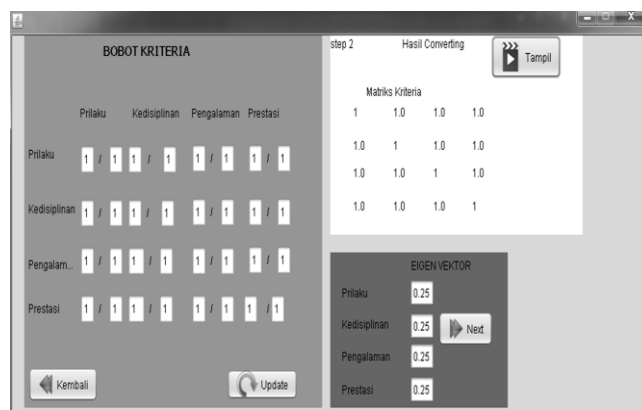 BOBOT KRITERIA
Prilaku Kedisiplinan Pengalaman Prestasi
Prilaku 1 / 1 1 / 1 1 / 1 1 / 1
Kedisiplinan 1 / 1 1 / 1 1 / 1 1 / 1
Pengalam... 1 / 1 1 / 1 1 / 1 1 / 1
Prestasi 1 / 1 1 / 1 1 / 1 1 / 1
Kembali Update
step 2 Hasil Converting Tampil
Matriks Kriteria
1 1.0 1.0 1.0
1.0 1 1.0 1.0
1.0 1.0 1 1.0
1.0 1.0 1.0 1
EIGEN VEKTOR
Prilaku 0.25
Kedisiplinan 0.25 Next
Pengalaman 0.25
Prestasi 0.25